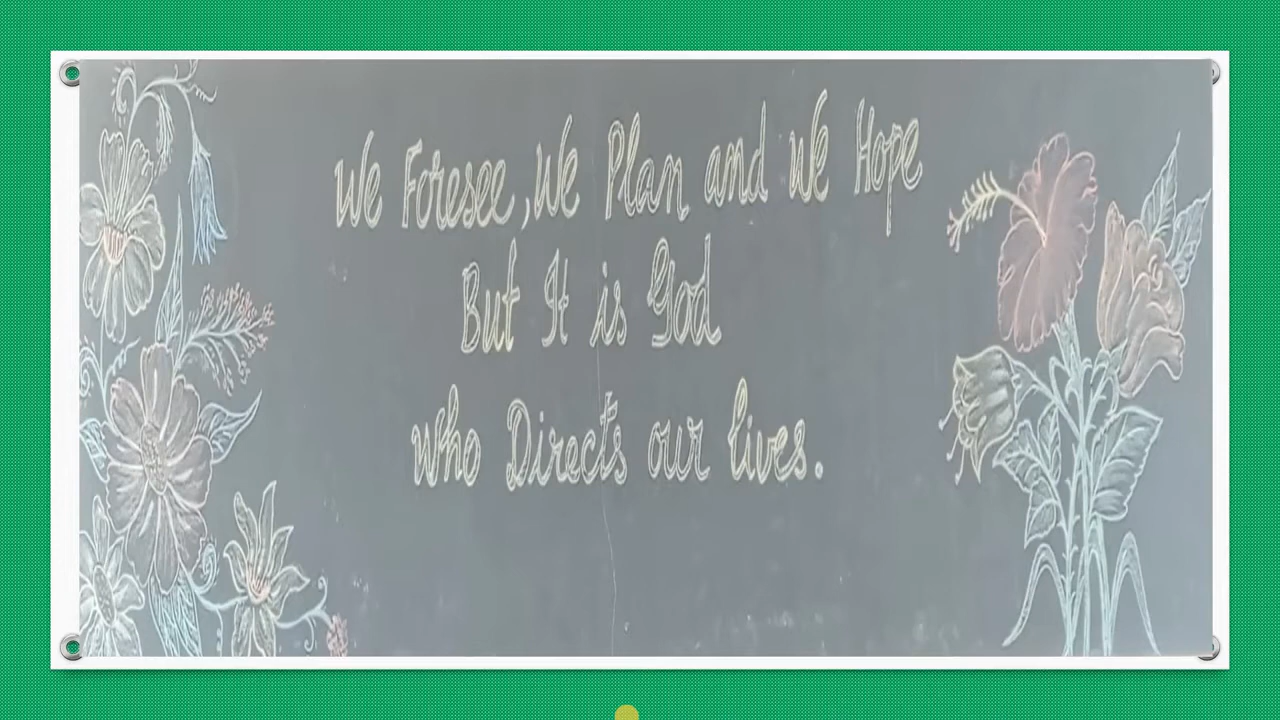 We Foresee, We Plan, and We Hope
But It is God
Who Directs our lives.